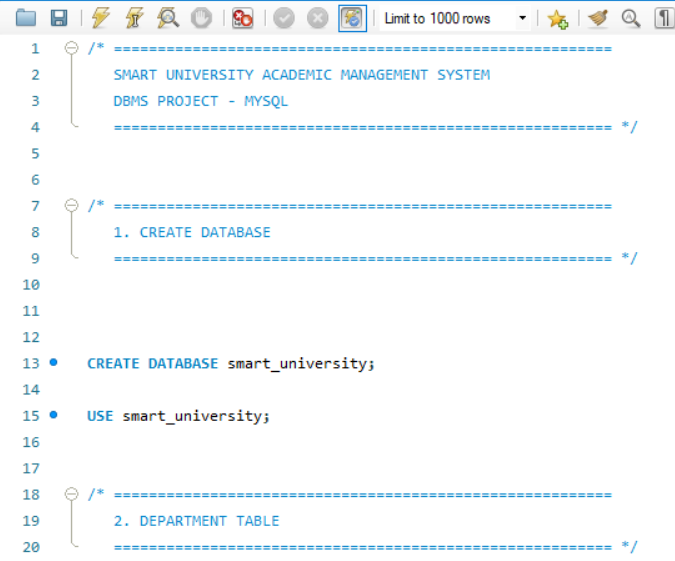 Limit to 1000 rows
1 /* =========================================================
2 SMART UNIVERSITY ACADEMIC MANAGEMENT SYSTEM
3 DBMS PROJECT - MYSQL
4 ========================================================= */
5
6
7 /* =========================================================
8 1. CREATE DATABASE
9 ========================================================= */
10
11
12
13 CREATE DATABASE smart_university;
14
15 USE smart_university;
16
17
18 /* =========================================================
19 2. DEPARTMENT TABLE
20 ========================================================= */